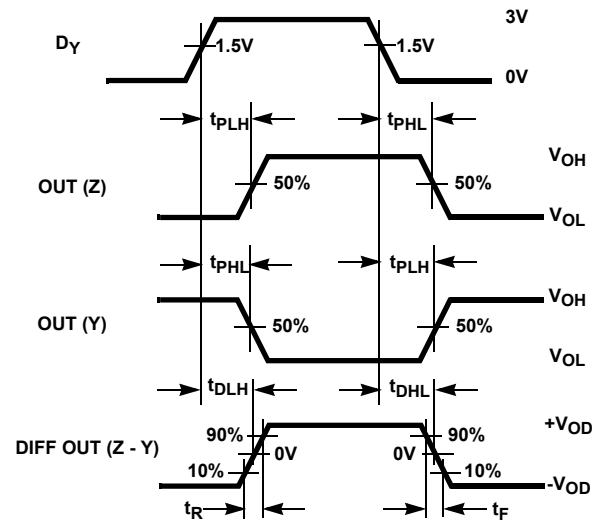 3V
DY 1.5V 1.5V
0V
tPLH tPHL
VOH
OUT (Z) 50% 50%
VOL
tPHL tPLH
VOH
OUT (Y) 50% 50%
VOL
tDLH tDHL
90% 90% +VOD
DIFF OUT (Z - Y) 0V 0V
10% 10% -VOD
tR tF